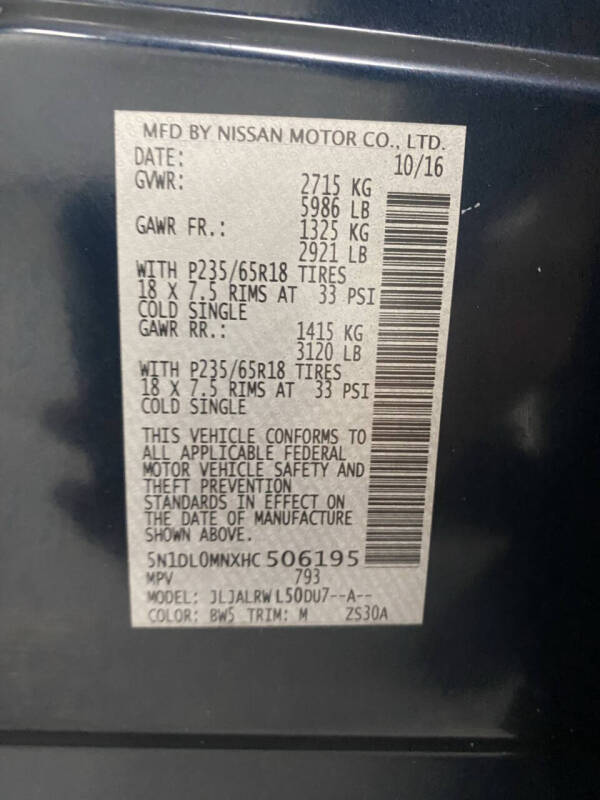 MFD BY NISSAN MOTOR CO., LTD.
DATE: 10/16
GVWR: 2715 KG
5986 LB
GAWR FR.: 1325 KG
2921 LB
WITH P235/65R18 TIRES
18 X 7.5 RIMS AT 33 PSI
COLD SINGLE
GAWR RR.: 1415 KG
3120 LB
WITH P235/65R18 TIRES
18 X 7.5 RIMS AT 33 PSI
COLD SINGLE
THIS VEHICLE CONFORMS TO
ALL APPLICABLE FEDERAL
MOTOR VEHICLE SAFETY AND
THEFT PREVENTION
STANDARDS IN EFFECT ON
THE DATE OF MANUFACTURE
SHOWN ABOVE.
5N1DL0MNXHC506195
MPV 793
MODEL: JLJALRWL50DU7--A--
COLOR: BW5 TRIM: M ZS30A